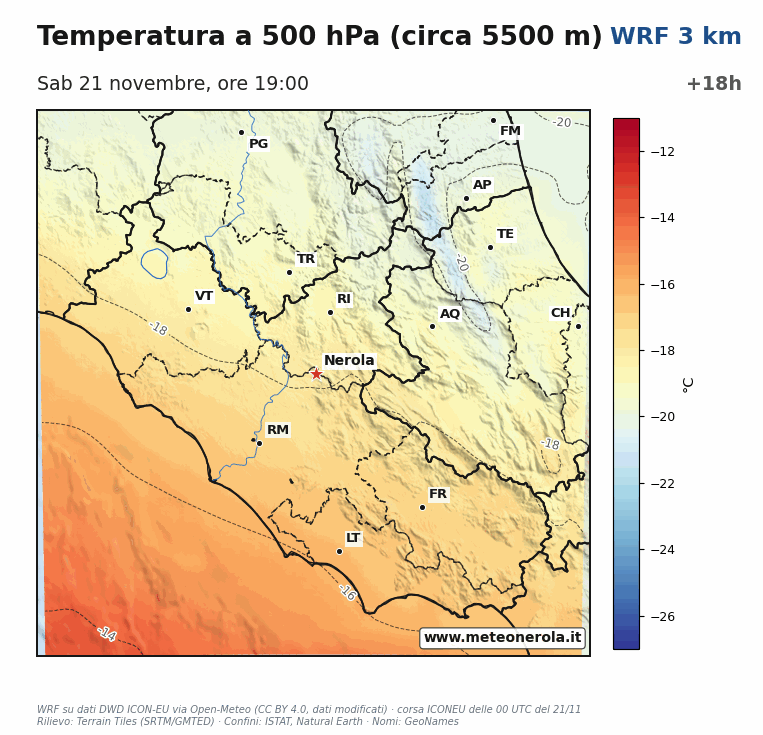 Temperatura a 500 hPa (circa 5500 m) WRF 3 km
Sab 21 novembre, ore 19:00 +18h
-20
FM
PG
AP
TE
TR
-20
VT
RI
AQ
CH
-18
Nerola
RM
-18
FR
LT
-16
-14
www.meteonerola.it
−12
−14
−16
−18
−20
−22
−24
−26
°C
WRF su dati DWD ICON-EU via Open-Meteo (CC BY 4.0, dati modificati) · corsa ICONEU delle 00 UTC del 21/11
Rilievo: Terrain Tiles (SRTM/GMTED) · Confini: ISTAT, Natural Earth · Nomi: GeoNames